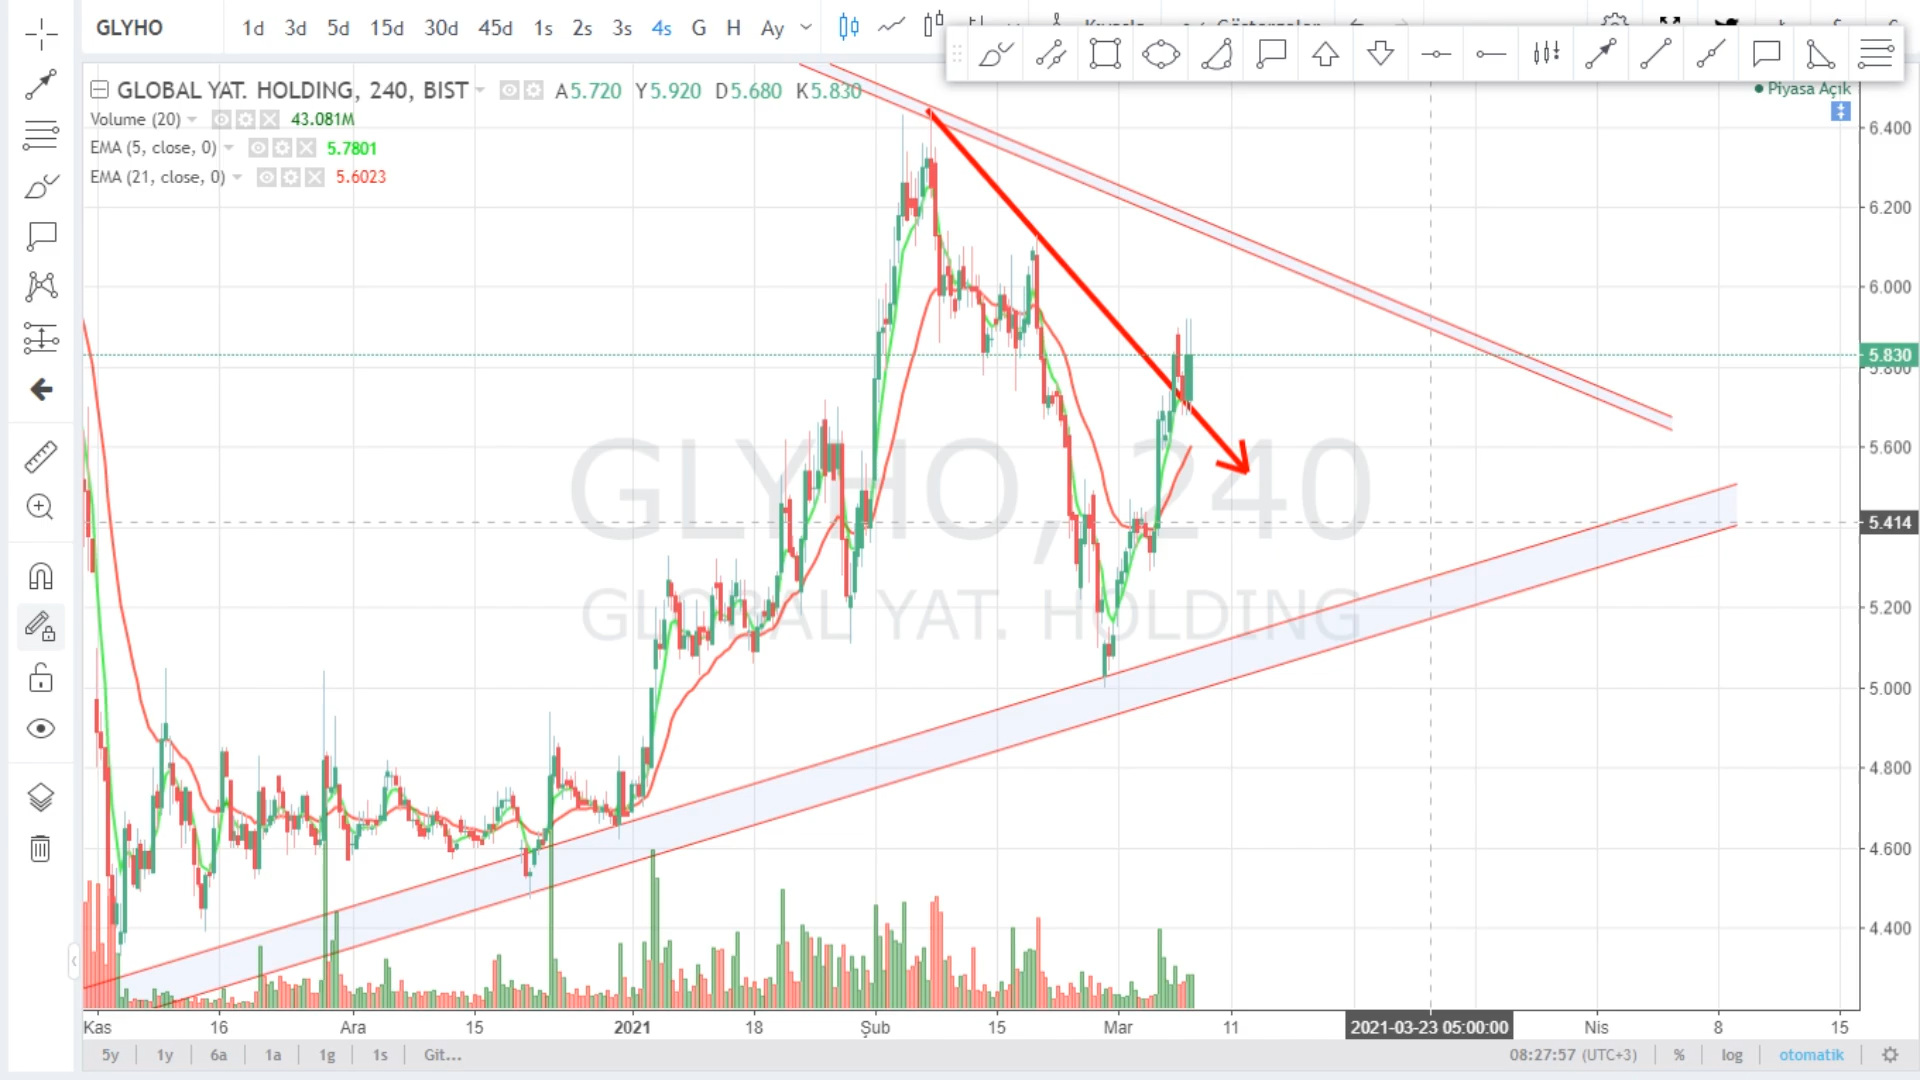 GLYHO 1d 3d 5d 15d 30d 45d 1s 2s 3s 4s G H Ay
GLOBAL YAT. HOLDING, 240, BIST A5.720 Y5.920 D5.680 K5.830
Piyasa Açık
Volume (20) 43.081M
EMA (5, close, 0) 5.7801
EMA (21, close, 0) 5.6023
6.400
6.200
6.000
5.830
5.800
5.600
5.414
5.200
5.000
4.800
4.600
4.400
GLYHO, 240
GLOBAL YAT. HOLDING
Kas 16 Ara 15 2021 18 Şub 15 Mar 11 2021-03-23 05:00:00 Nis 8 15
5y 1y 6a 1a 1g 1s Git... 08:27:57 (UTC+3) % log otomatik